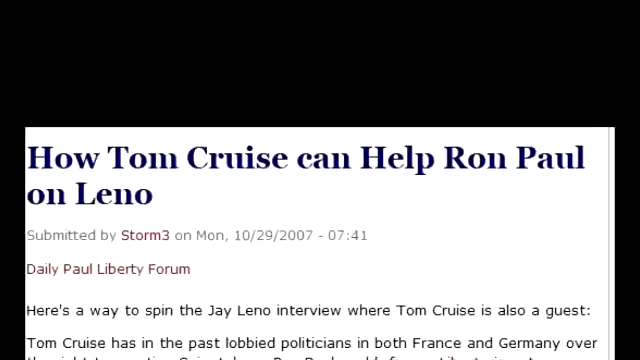 How Tom Cruise can Help Ron Paul
on Leno
Submitted by Storm3 on Mon, 10/29/2007 - 07:41
Daily Paul Liberty Forum
Here's a way to spin the Jay Leno interview where Tom Cruise is also a guest:
Tom Cruise has in the past lobbied politicians in both France and Germany over